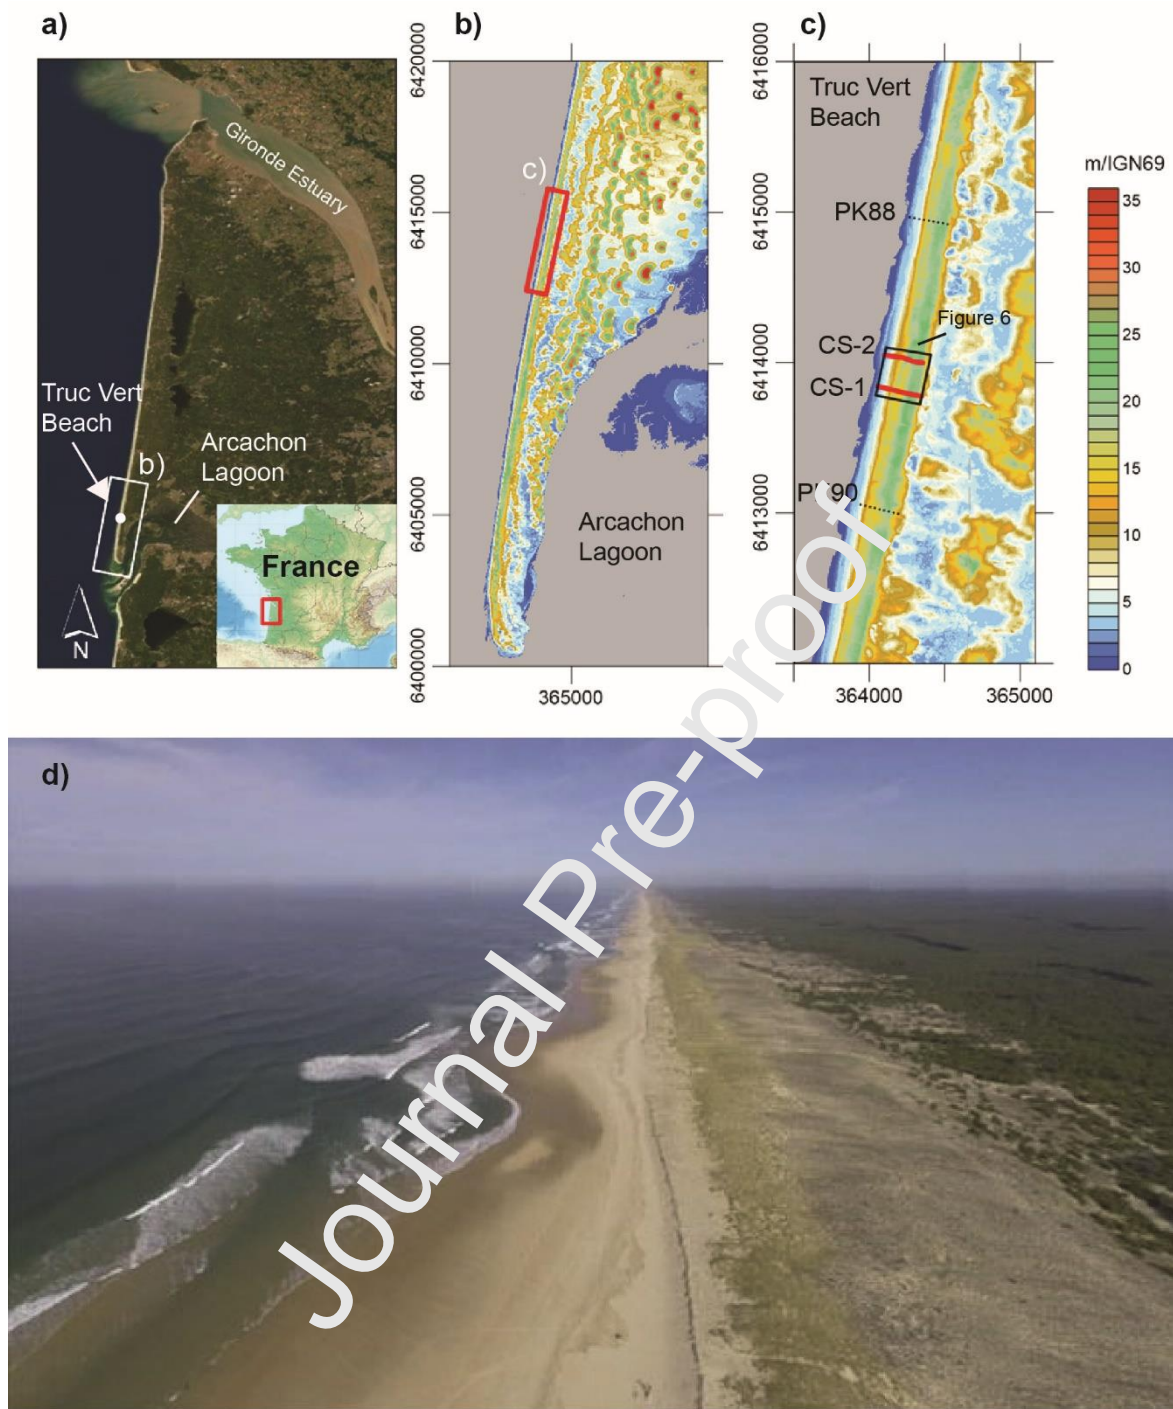 a)
Gironde Estuary
Truc Vert
Beach
b)
Arcachon
Lagoon
N
France
b)
6420000
6415000
6410000
6405000
6400000
c)
Arcachon
Lagoon
365000
c)
6416000
6415000
6414000
6413000
Truc Vert
Beach
PK88
Figure 6
CS-2
CS-1
PK90
364000
365000
m/IGN69
35
30
25
20
15
10
5
0
d)
Journal Pre-proof